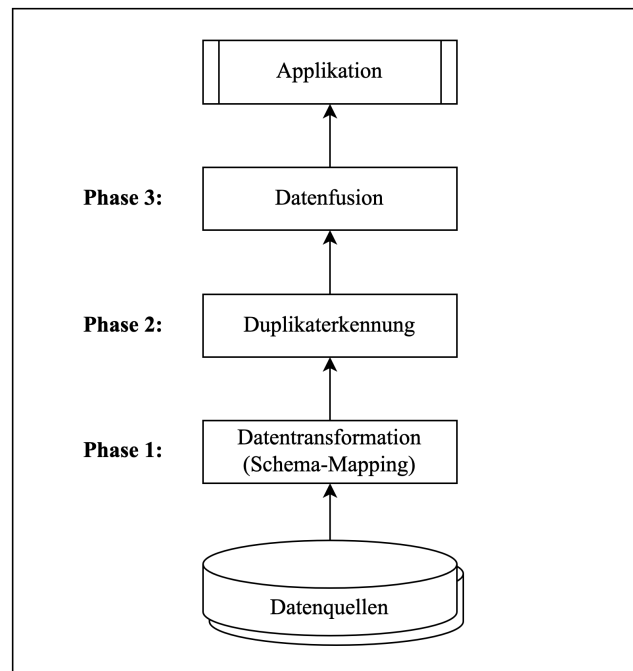 Applikation
Phase 3:
Datenfusion
Phase 2:
Duplikaterkennung
Phase 1:
Datentransformation
(Schema-Mapping)
Datenquellen